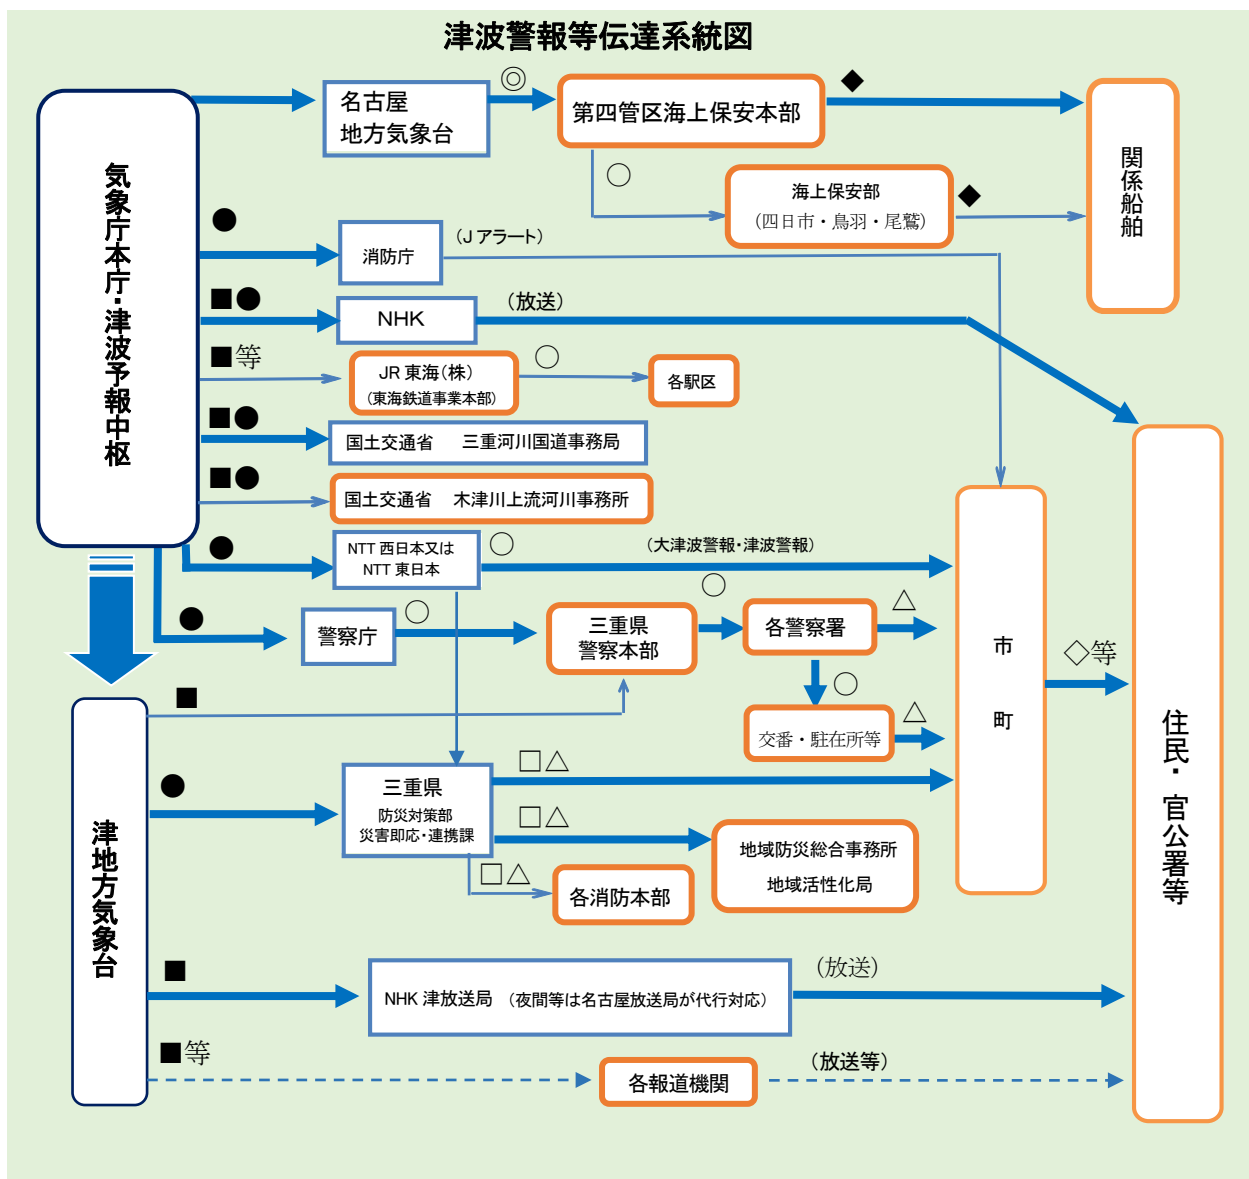 津波警報等伝達系統図
◎
◆
名古屋
地方気象台
第四管区海上保安本部
関係船舶
○
海上保安部
(四日市・鳥羽・尾鷲)
◆
気象庁本庁・津波予報中枢
●
消防庁
(Jアラート)
■●
NHK
(放送)
■等
JR東海(株)
(東海鉄道事業本部)
○
各駅区
■●
国土交通省 三重河川国道事務局
■●
国土交通省 木津川上流河川事務所
●
NTT西日本又は
NTT東日本
○
(大津波警報・津波警報)
●
警察庁
○
三重県
警察本部
○
各警察署
△
○
交番・駐在所等
△
市町
◇等
住民・官公署等
■
津地方気象台
●
三重県
防災対策部
災害即応・連携課
□△
□△
地域防災総合事務所
地域活性化局
□△
各消防本部
■
NHK津放送局 (夜間等は名古屋放送局が代行対応)
(放送)
■等
各報道機関
(放送等)